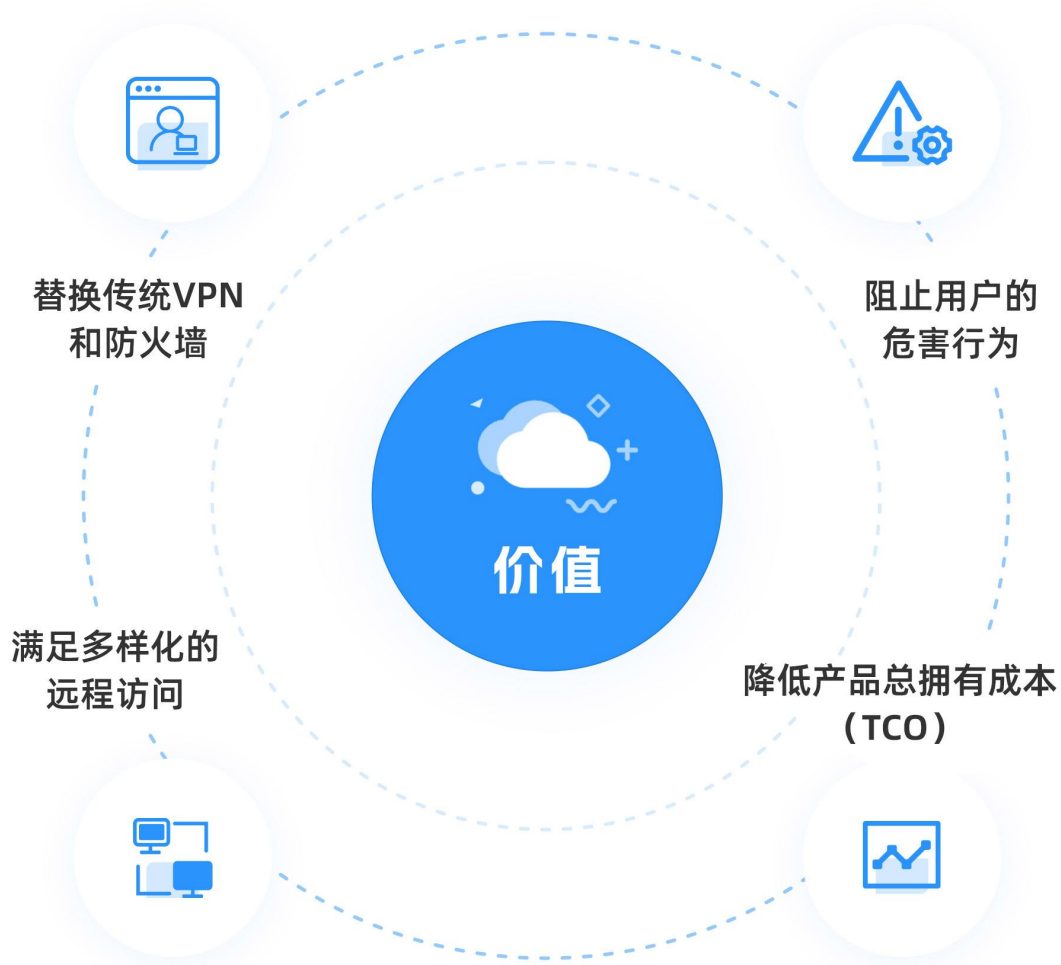 替换传统VPN
和防火墙
阻止用户的
危害行为
价值
满足多样化的
远程访问
降低产品总拥有成本
（TCO）